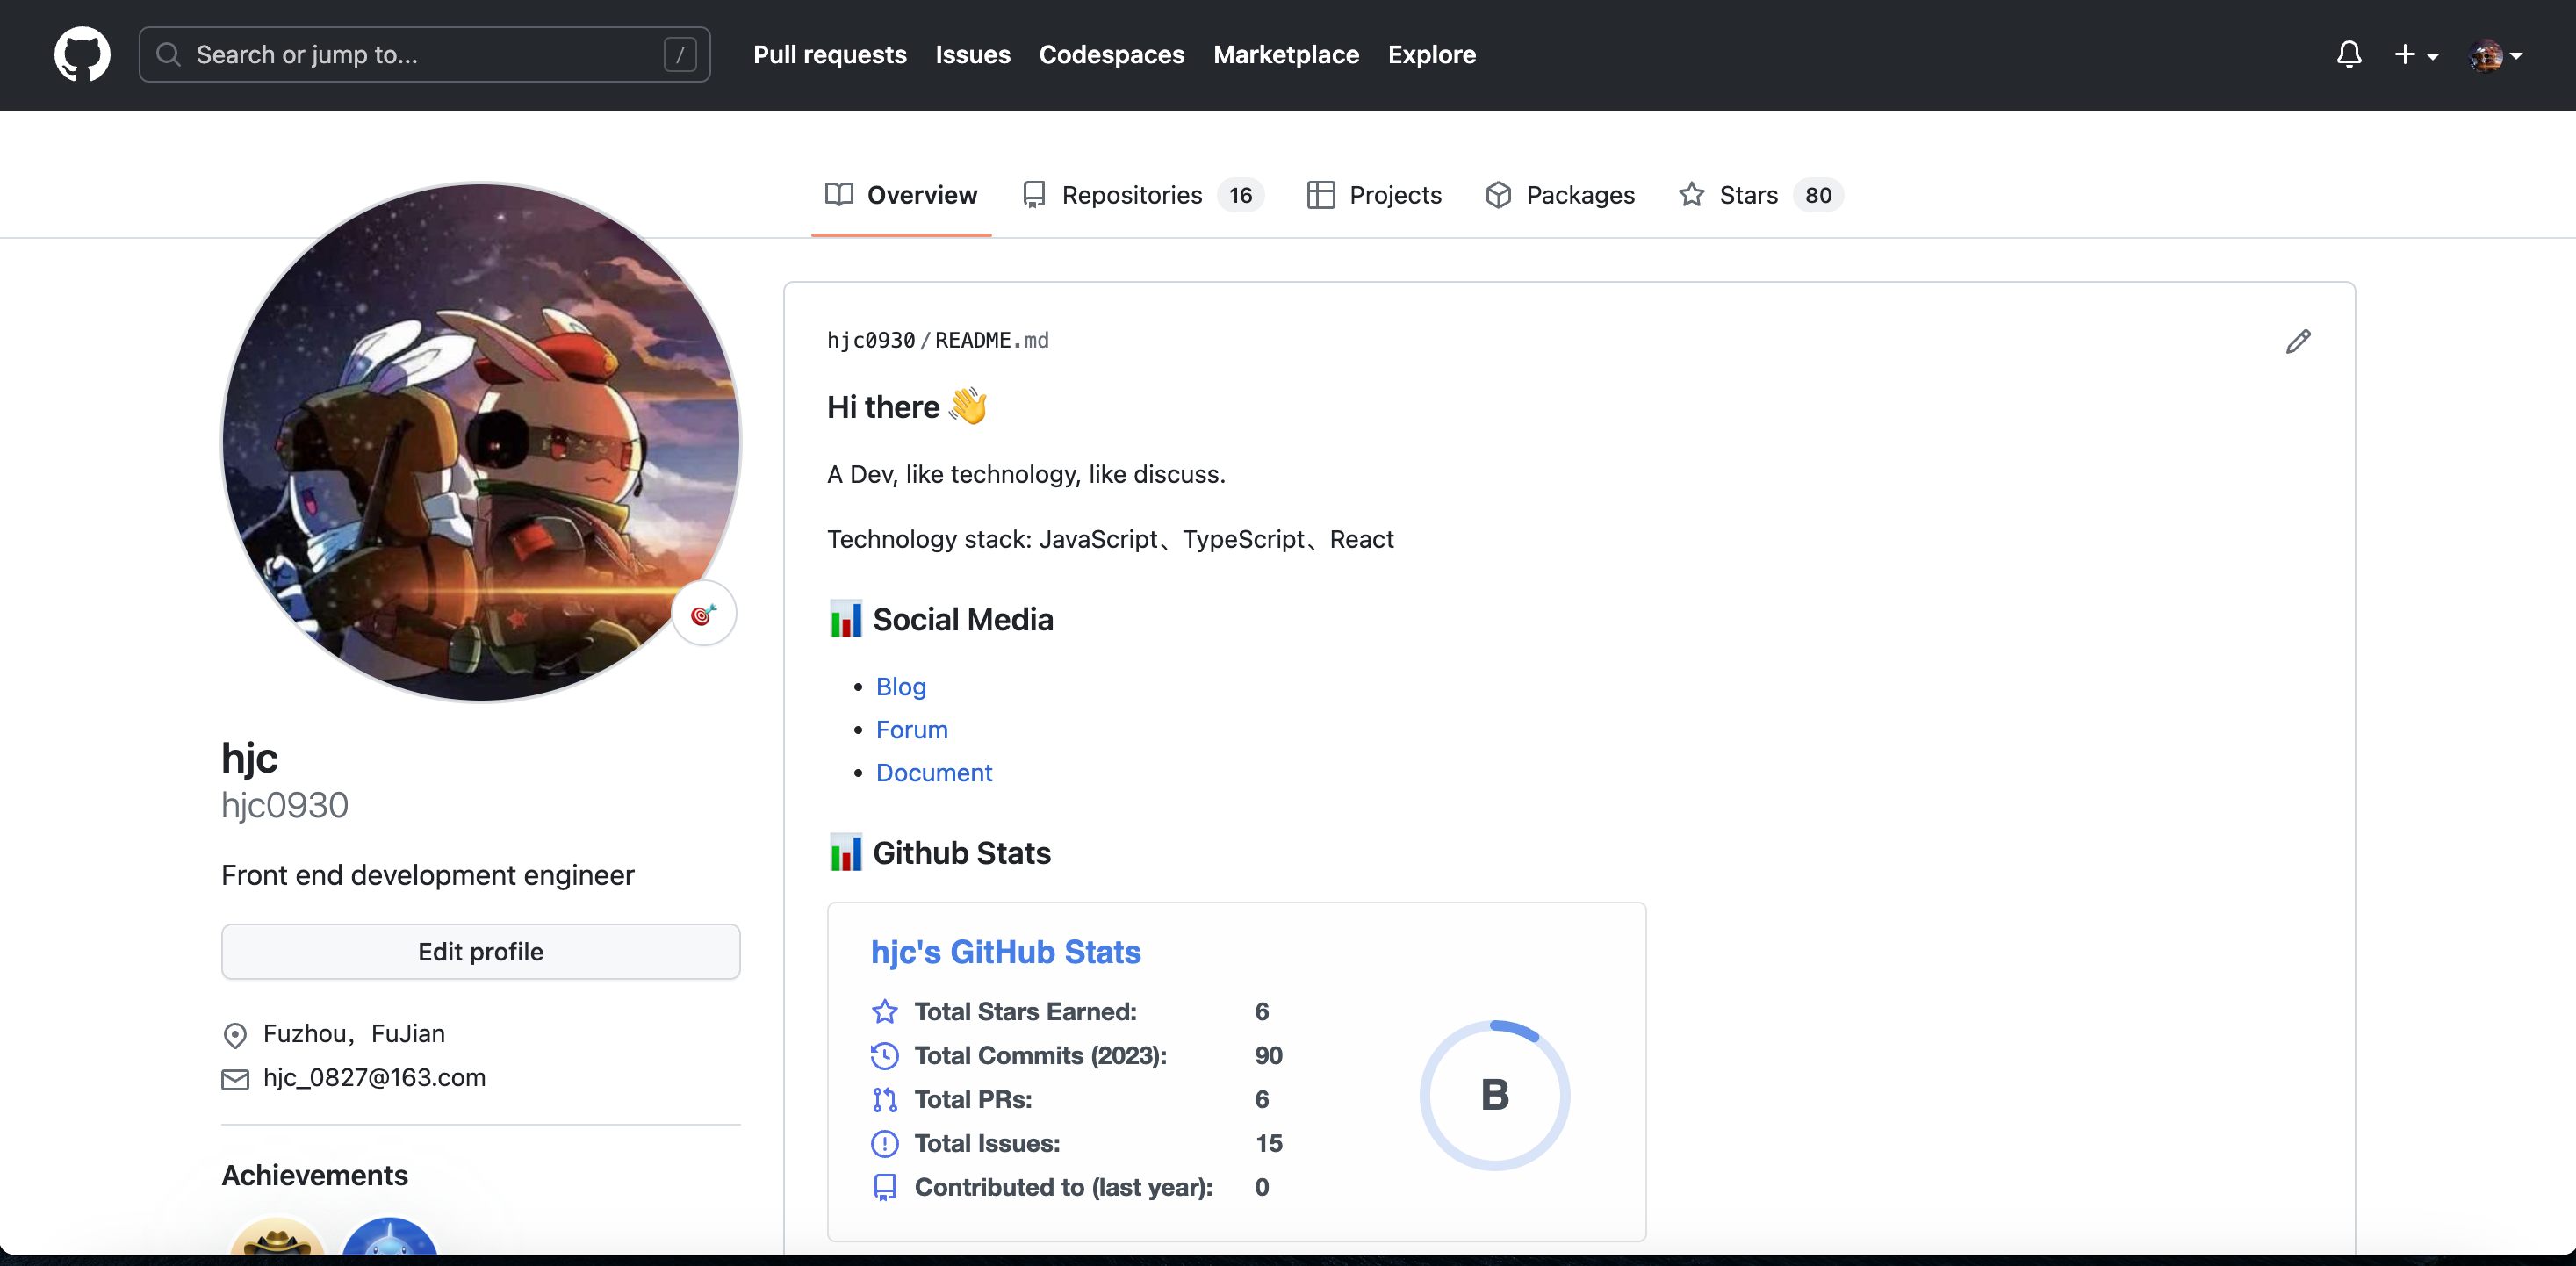 Search or jump to... /
Pull requests Issues Codespaces Marketplace Explore
Overview Repositories 16 Projects Packages Stars 80
hjc
hjc0930
Front end development engineer
Edit profile
Fuzhou，FuJian
hjc_0827@163.com
Achievements
hjc0930/README.md
Hi there 👋
A Dev, like technology, like discuss.
Technology stack: JavaScript、TypeScript、React
📊 Social Media
Blog
Forum
Document
📊 Github Stats
hjc's GitHub Stats
Total Stars Earned: 6
Total Commits (2023): 90
Total PRs: 6
Total Issues: 15
Contributed to (last year): 0
B